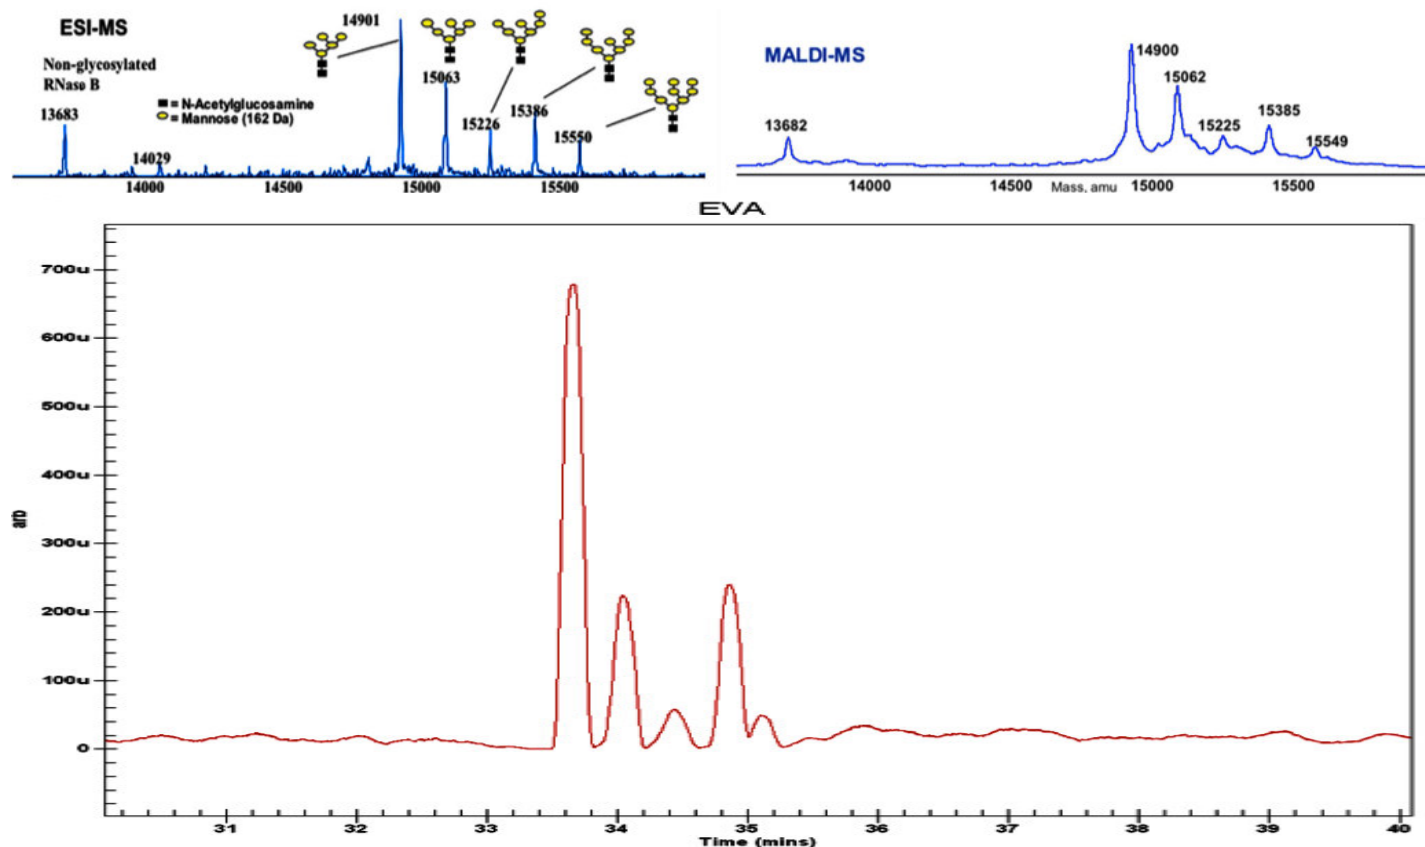 ESI-MS
14901
Non-glycosylated
RNase B
13683
■ = N-Acetylglucosamine
= Mannose (162 Da)
14029
15063
15226
15386
15550
14000
14500
15000
15500
MALDI-MS
13682
14900
15062
15225
15385
15549
14000
14500
Mass, amu
15000
15500
EVA
700u
600u
500u
400u
300u
200u
100u
0
arb
31
32
33
34
35
36
37
38
39
40
Time (mins)